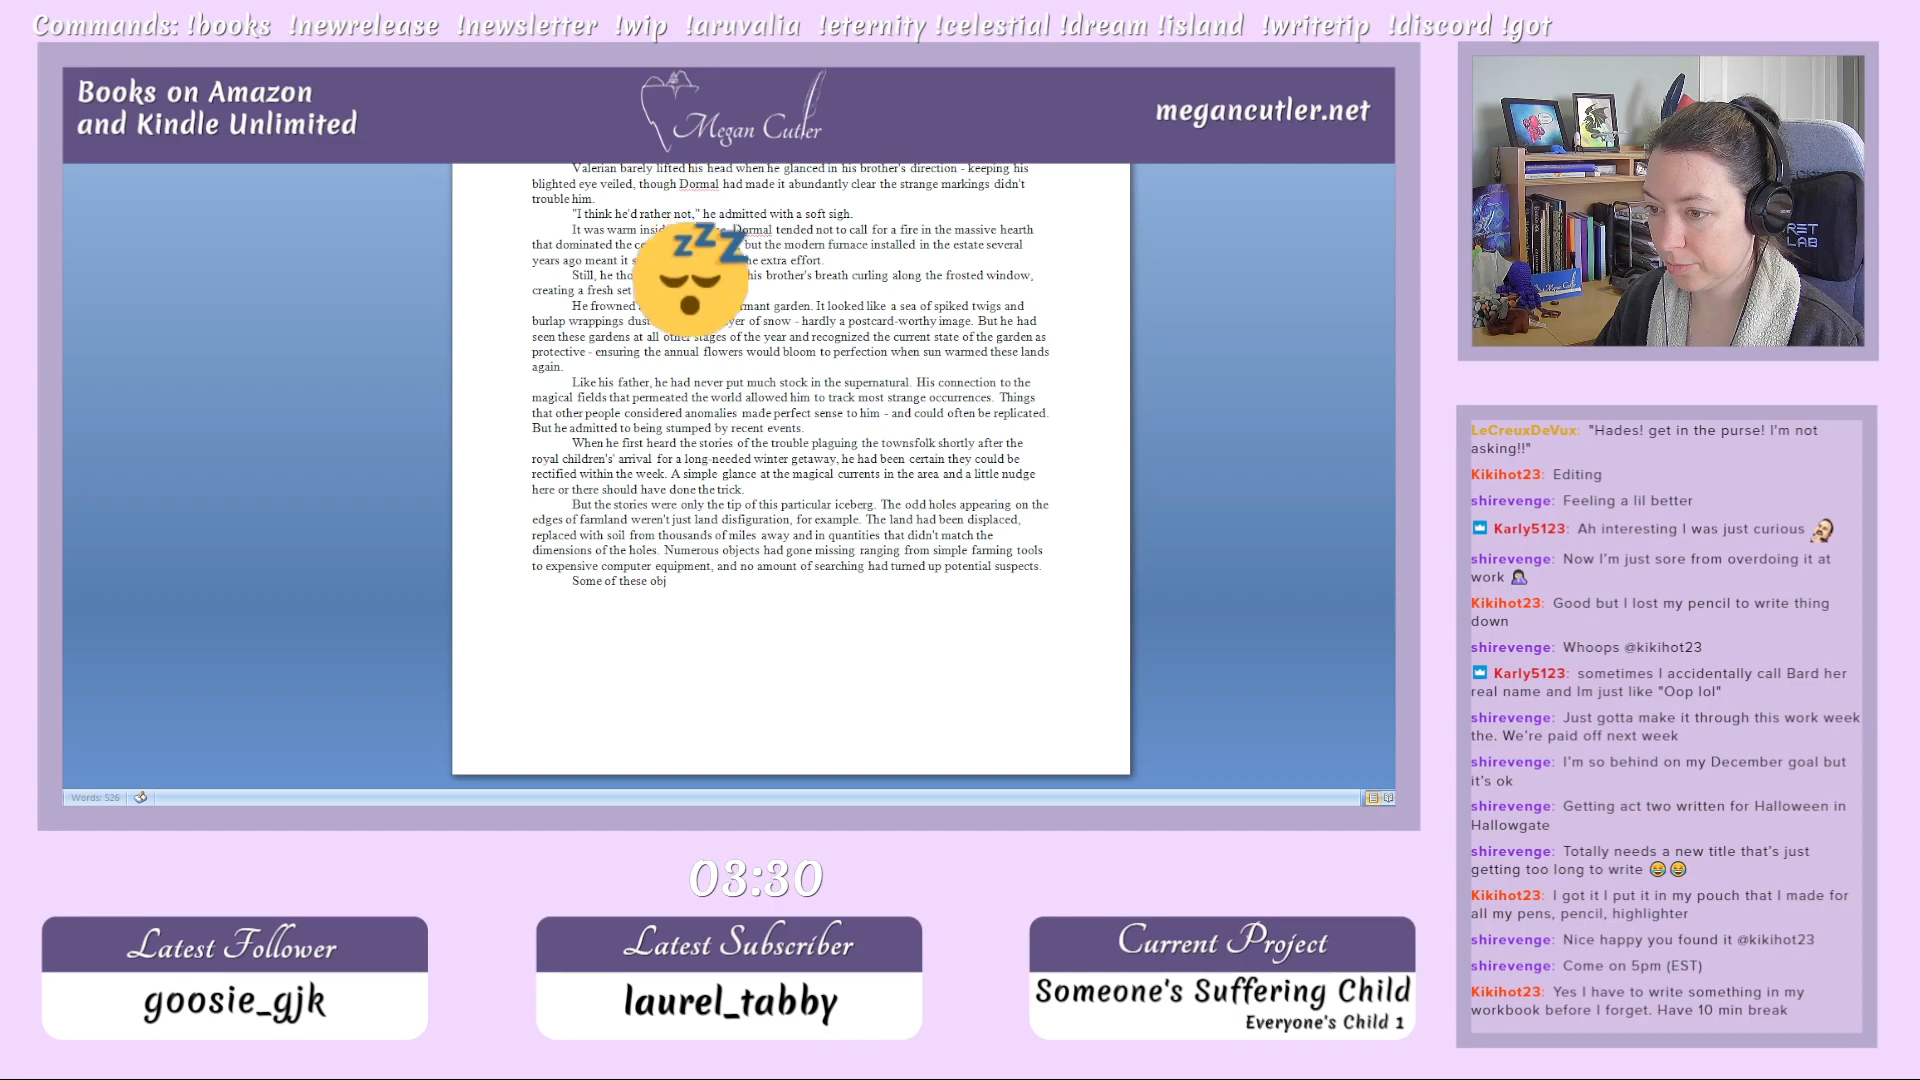 Commands: !books !newrelease !newsletter !wip !aruvalia !eternity !celestial !dream !island !writetip !discord !got
Books on Amazon
and Kindle Unlimited
Megan Cutler
megancutler.net
Valerian barely lifted his head when he glanced in his brother's direction - keeping his
blighted eye veiled, though Dormal had made it abundantly clear the strange markings didn't
trouble him.
"I think he'd rather not," he admitted with a soft sigh.
It was warm Dormal tended not to call for a fire in the massive hearth
that dominated the but the modern furnace installed in the estate several
years ago meant it extra effort.
Still, he his brother's breath curling along the frosted window,
creating a fresh set
He frowned garden. It looked like a sea of spiked twigs and
burlap wrappings of snow - hardly a postcard-worthy image. But he had
seen these gardens at all other stages of the year and recognized the current state of the garden as
protective - ensuring the annual flowers would bloom to perfection when sun warmed these lands
again.
Like his father, he had never put much stock in the supernatural. His connection to the
magical fields that permeated the world allowed him to track most strange occurrences. Things
that other people considered anomalies made perfect sense to him - and could often be replicated.
But he admitted to being stumped by recent events.
When he first heard the stories of the trouble plaguing the townsfolk shortly after the
royal children's' arrival for a long-needed winter getaway, he had been certain they could be
rectified within the week. A simple glance at the magical currents in the area and a little nudge
here or there should have done the trick.
But the stories were only the tip of this particular iceberg. The odd holes appearing on the
edges of farmland weren't just land disfiguration, for example. The land had been displaced,
replaced with soil from thousands of miles away and in quantities that didn't match the
dimensions of the holes. Numerous objects had gone missing ranging from simple farming tools
to expensive computer equipment, and no amount of searching had turned up potential suspects.
Some of these obj
Words: 526
LeCreuxDeVux: "Hades! get in the purse! I'm not
asking!!"
Kikihot23: Editing
shirevenge: Feeling a lil better
Karly5123: Ah interesting I was just curious
shirevenge: Now I'm just sore from overdoing it at
work
Kikihot23: Good but I lost my pencil to write thing
down
shirevenge: Whoops @kikihot23
Karly5123: sometimes I accidentally call Bard her
real name and Im just like "Oop lol"
shirevenge: Just gotta make it through this work week
the. We're paid off next week
shirevenge: I'm so behind on my December goal but
it's ok
shirevenge: Getting act two written for Halloween in
Hallowgate
shirevenge: Totally needs a new title that's just
getting too long to write
Kikihot23: I got it I put it in my pouch that I made for
all my pens, pencil, highlighter
shirevenge: Nice happy you found it @kikihot23
shirevenge: Come on 5pm (EST)
Kikihot23: Yes I have to write something in my
workbook before I forget. Have 10 min break
03:30
Latest Follower
goosie_gjk
Latest Subscriber
laurel_tabby
Current Project
Someone's Suffering Child
Everyone's Child 1